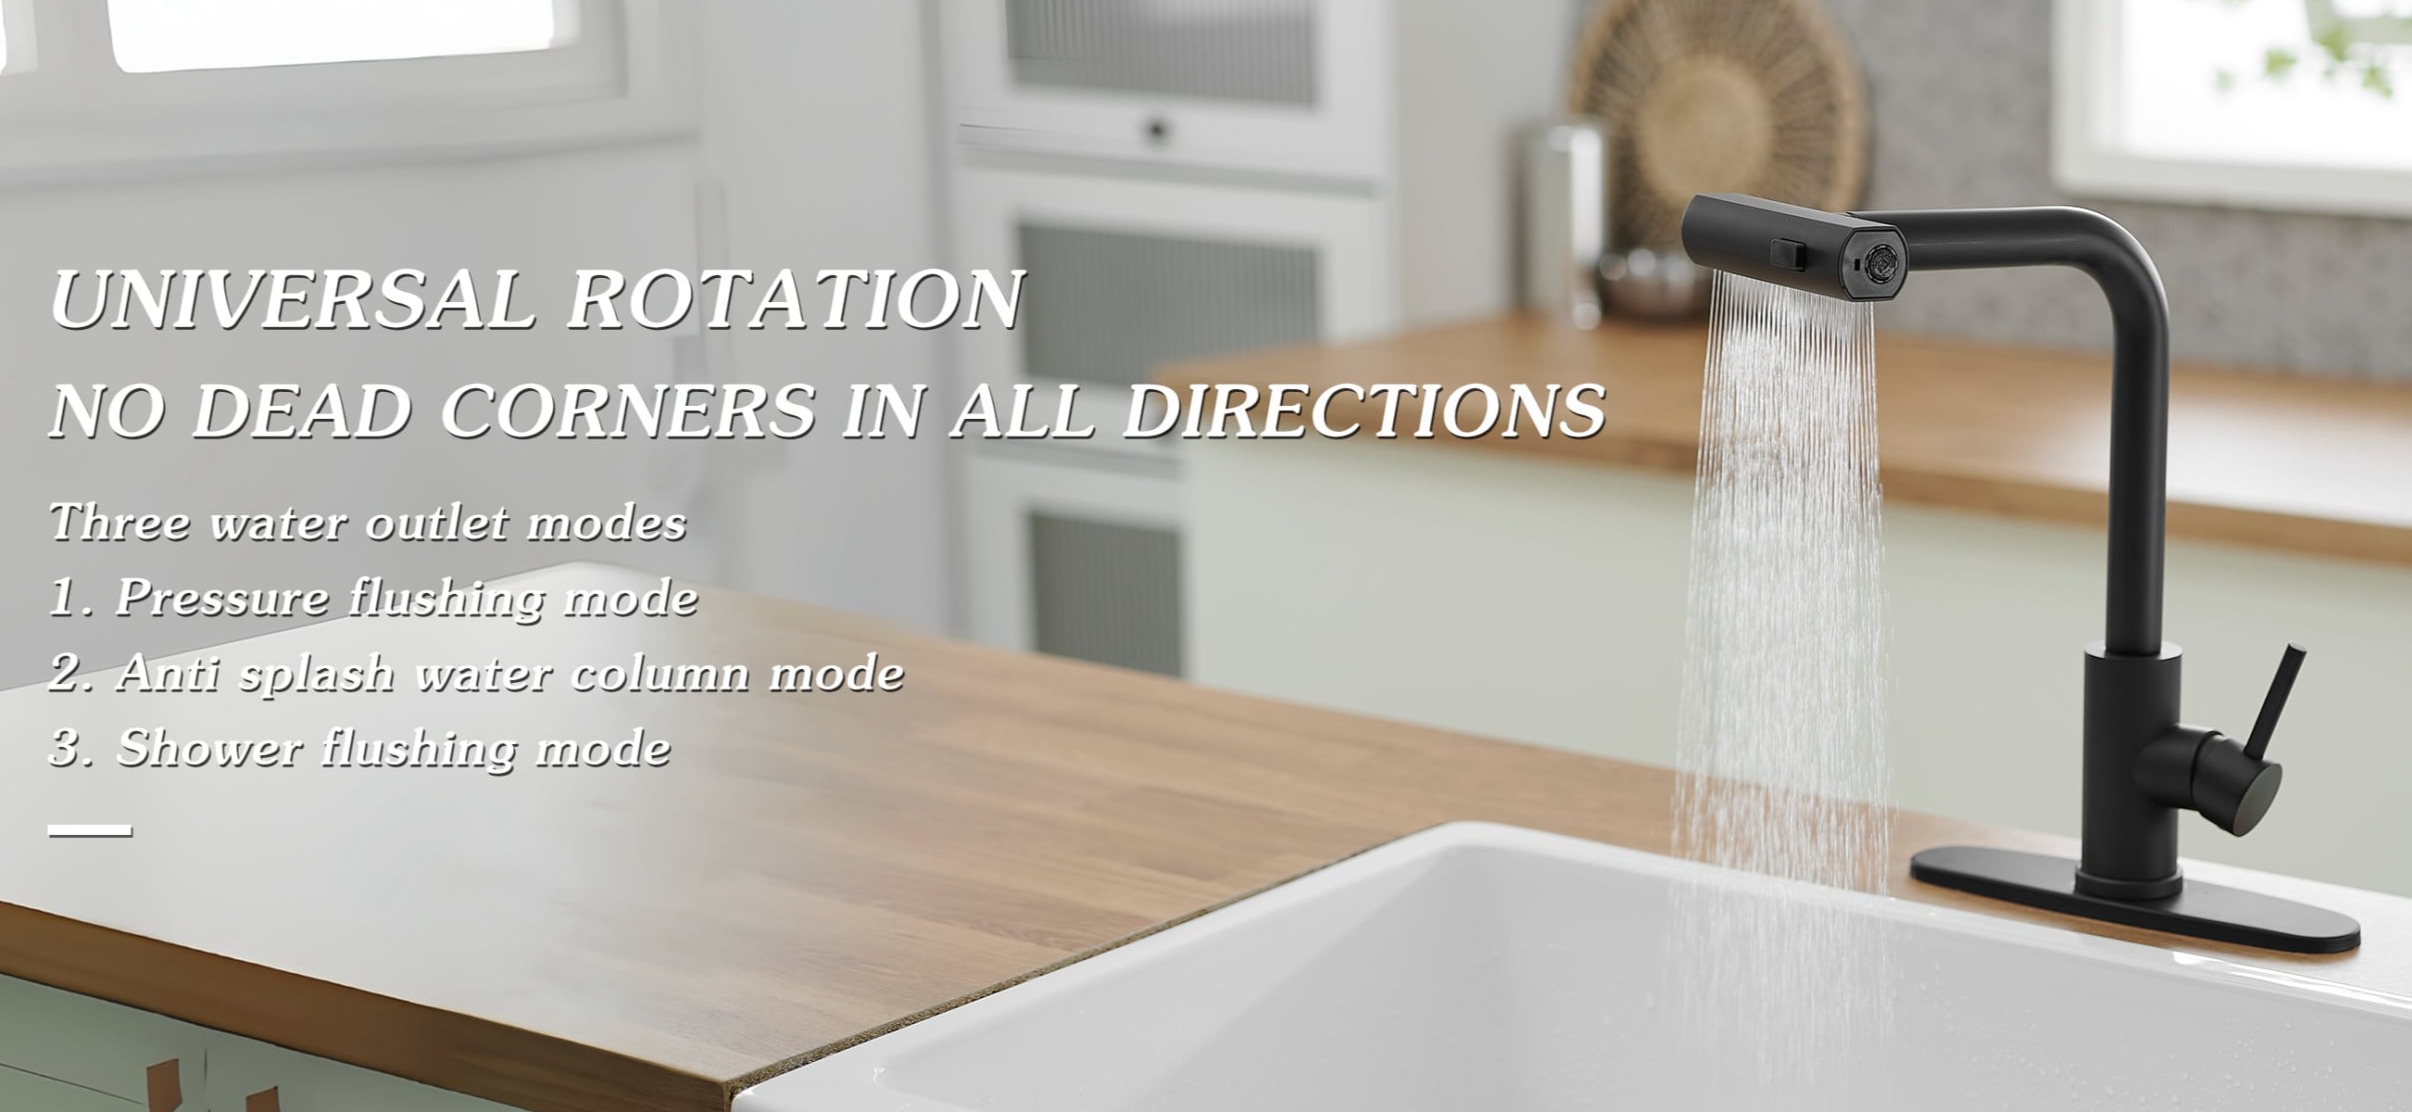 UNIVERSAL ROTATION
NO DEAD CORNERS IN ALL DIRECTIONS
Three water outlet modes
1. Pressure flushing mode
2. Anti splash water column mode
3. Shower flushing mode